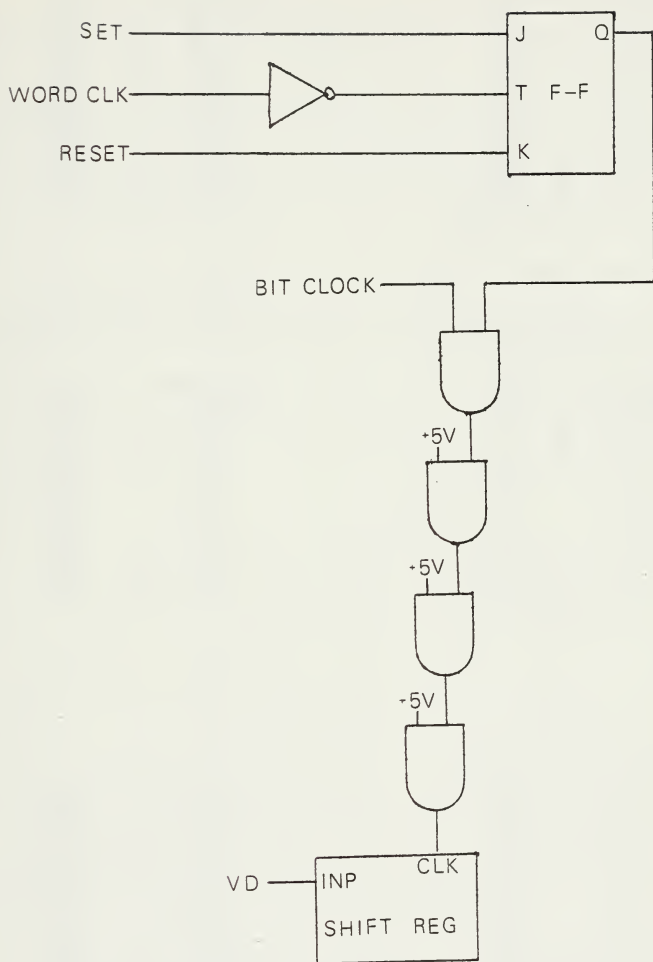 SET
J Q
WORD CLK
T F-F
RESET
K
BIT CLOCK
+5V
+5V
+5V
CLK
VD
INP
SHIFT REG